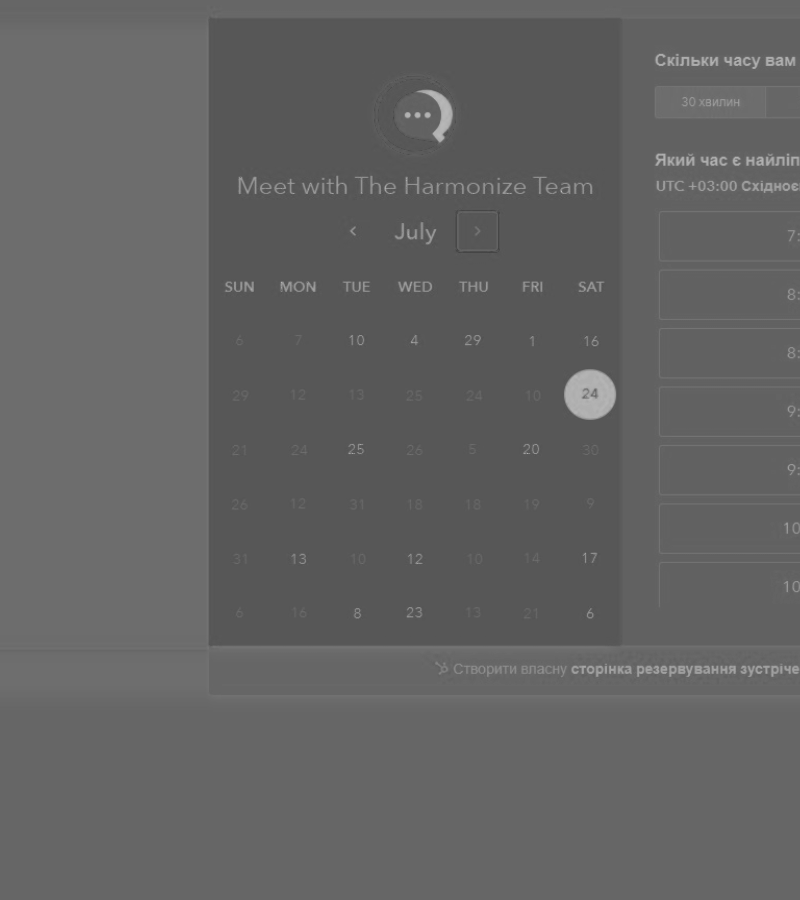 Meet with The Harmonize Team
July
SUN MON TUE WED THU FRI SAT
6 7 10 4 29 1 16
29 12 13 25 24 10 24
21 24 25 26 5 20 30
26 12 31 18 18 19 9
31 13 10 12 10 14 17
6 16 8 23 13 21 6
Скільки часу вам
30 хвилин
Який час є найліп
UTC +03:00 Східноє
7:
8:
8:
9:
9:
10
10
Створити власну сторінка резервування зустріче